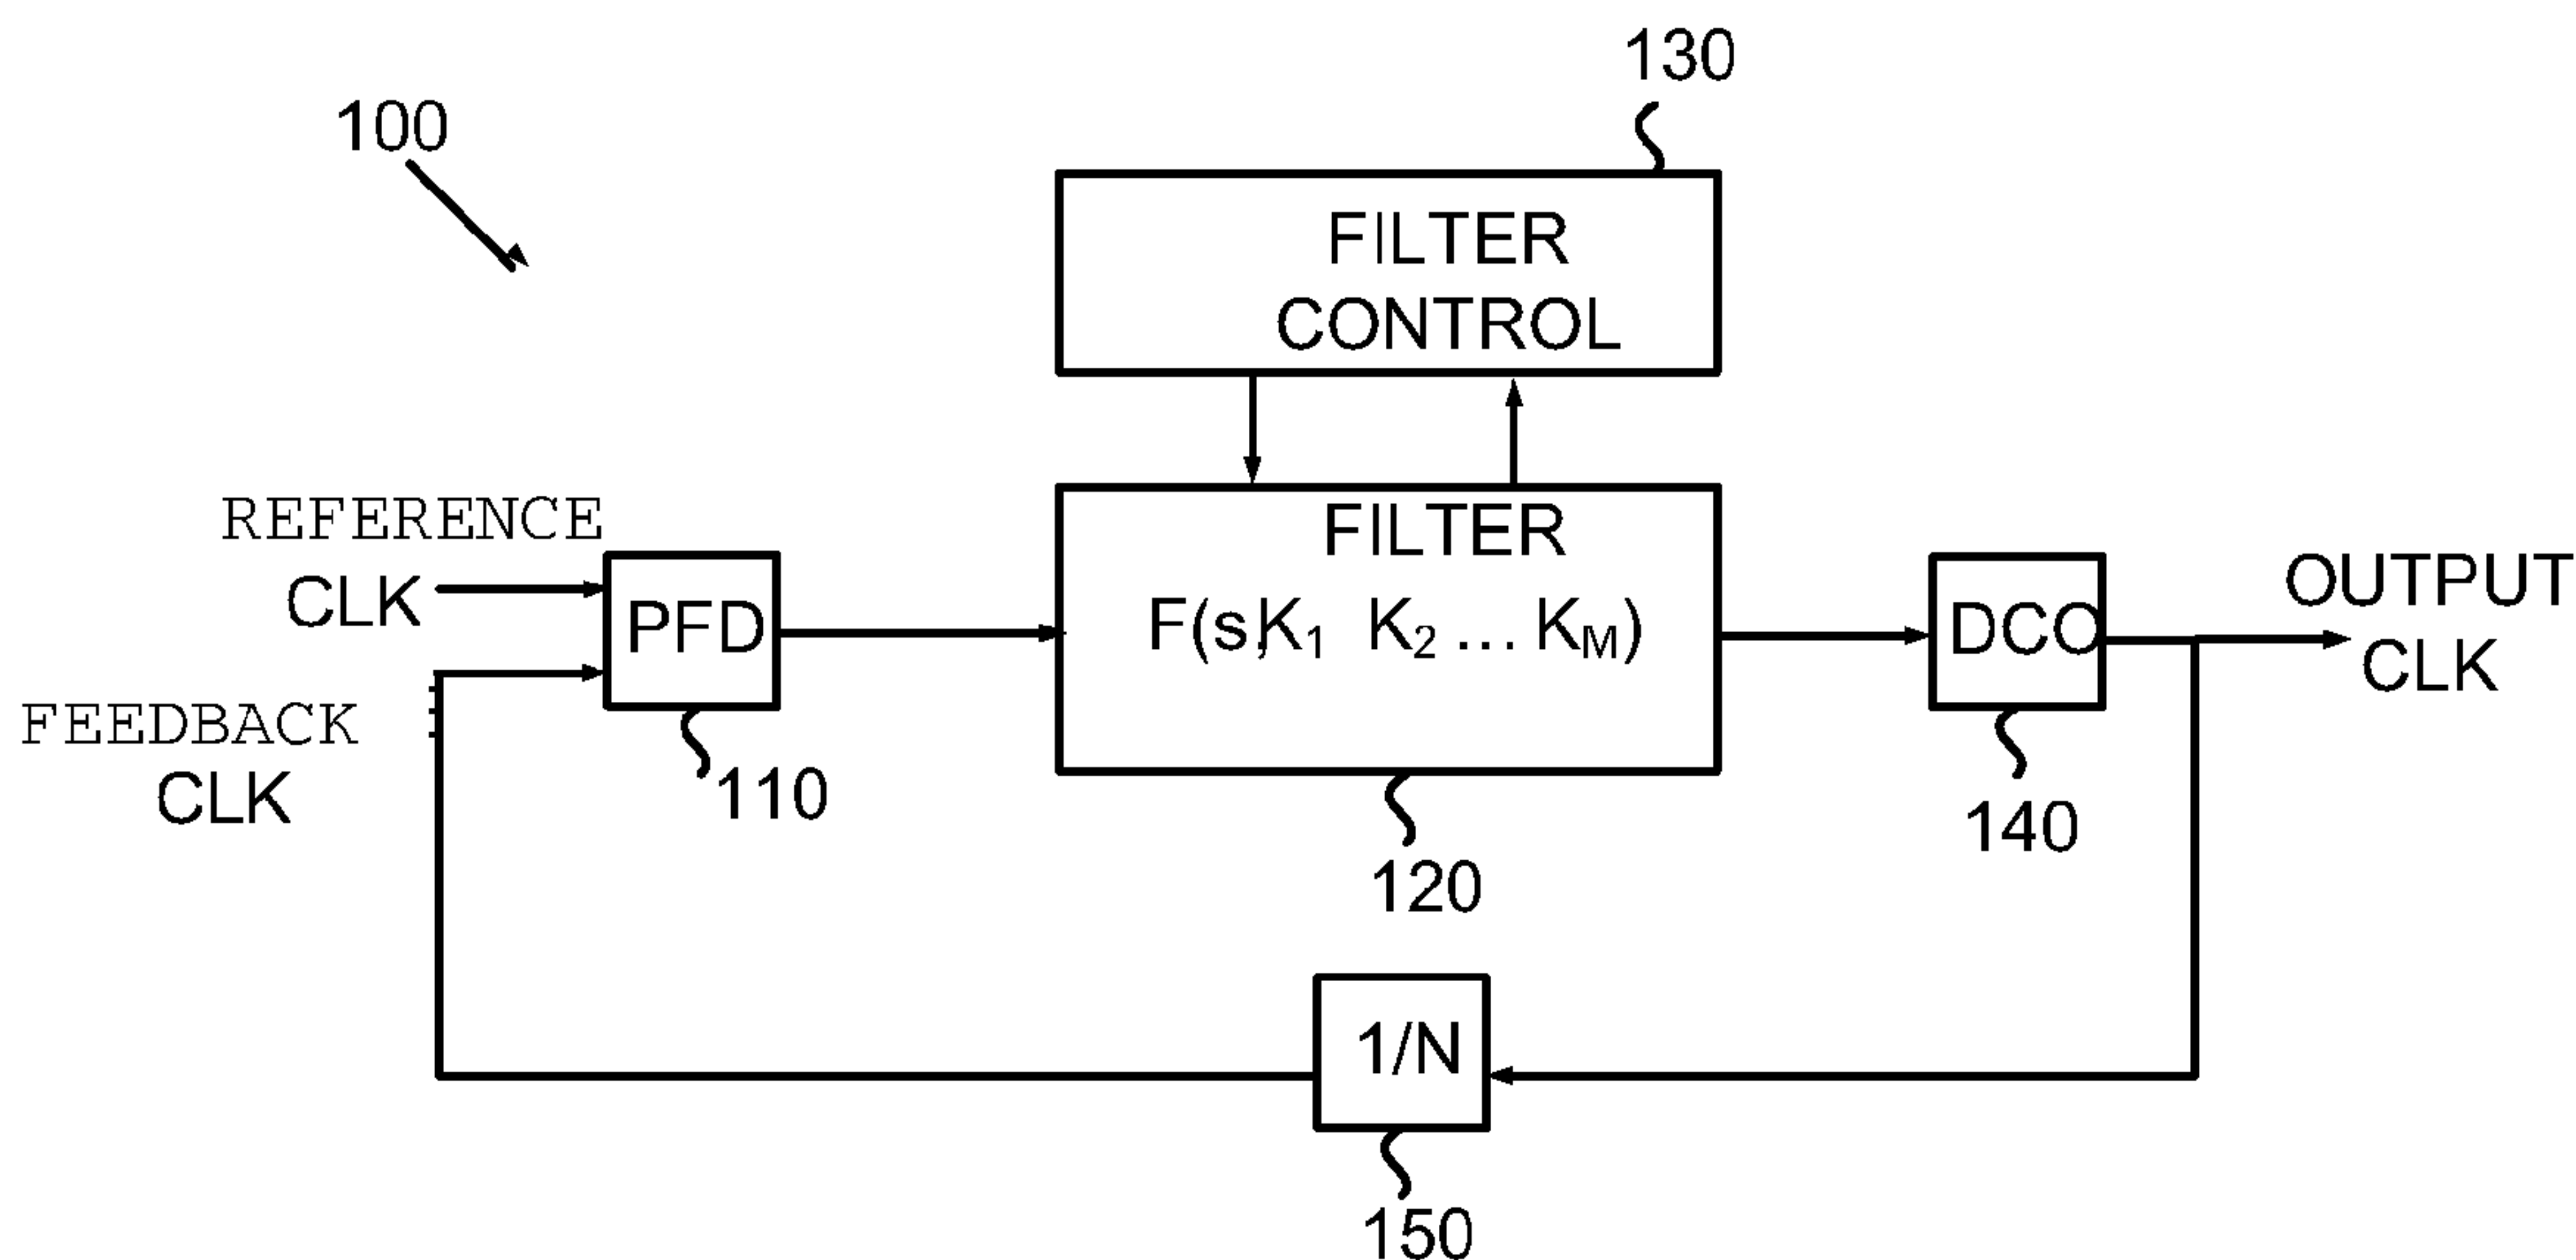 130
100
FILTER
CONTROL
REFERENCE
CLK
PFD
FILTER
F(s,K₁ K₂ ... K_M)
DCO
OUTPUT
CLK
FEEDBACK
CLK
110
140
120
1/N
150